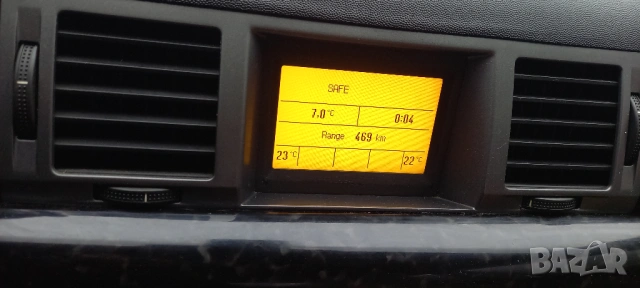 SAFE
7.0 °C 0:04
Range 469 km
23 °C 22 °C
BAZAR